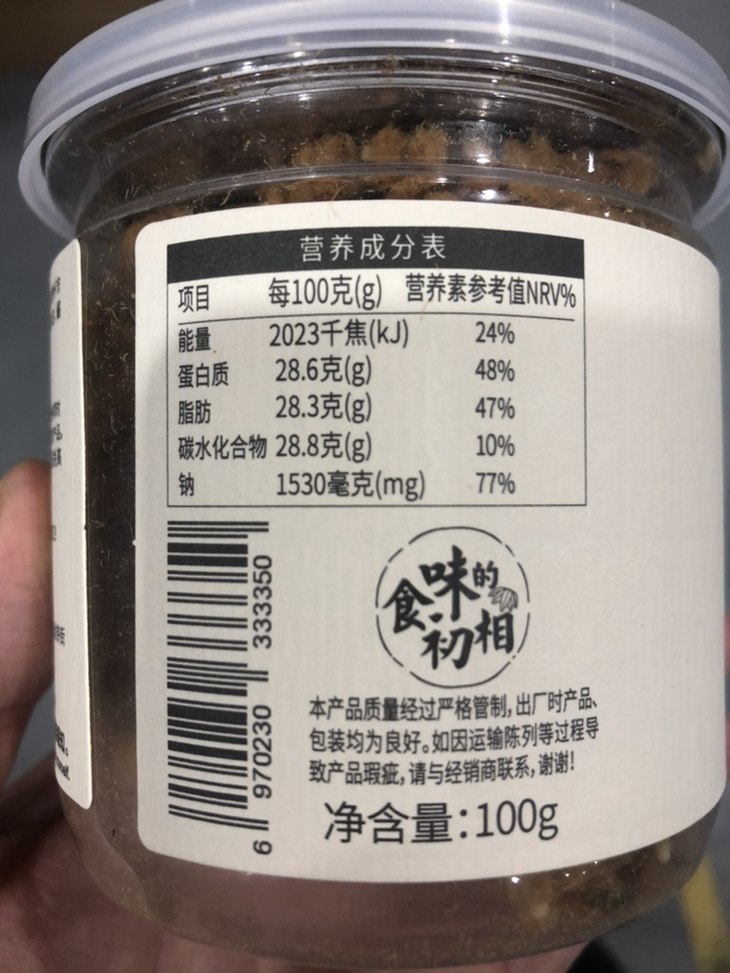 营养成分表
项目 每100克(g) 营养素参考值NRV%
能量 2023千焦(kJ) 24%
蛋白质 28.6克(g) 48%
脂肪 28.3克(g) 47%
碳水化合物 28.8克(g) 10%
钠 1530毫克(mg) 77%
6 970230 333350
食味的
初相
本产品质量经过严格管制,出厂时产品、
包装均为良好。如因运输陈列等过程导
致产品瑕疵,请与经销商联系,谢谢!
净含量:100g